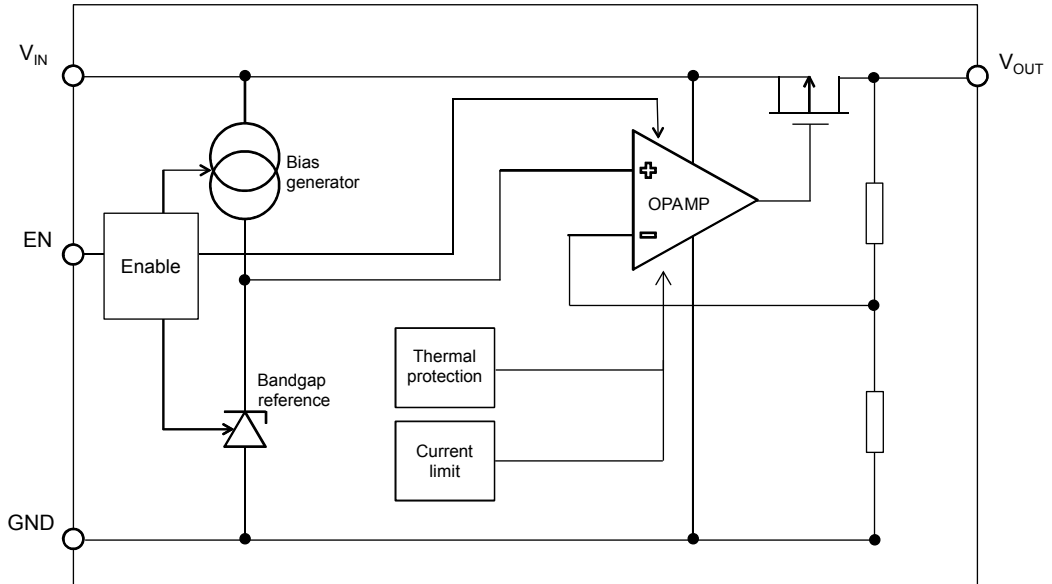 VIN
VOUT
Bias
generator
+
OPAMP
EN
Enable
−
Thermal
protection
Bandgap
reference
Current
limit
GND